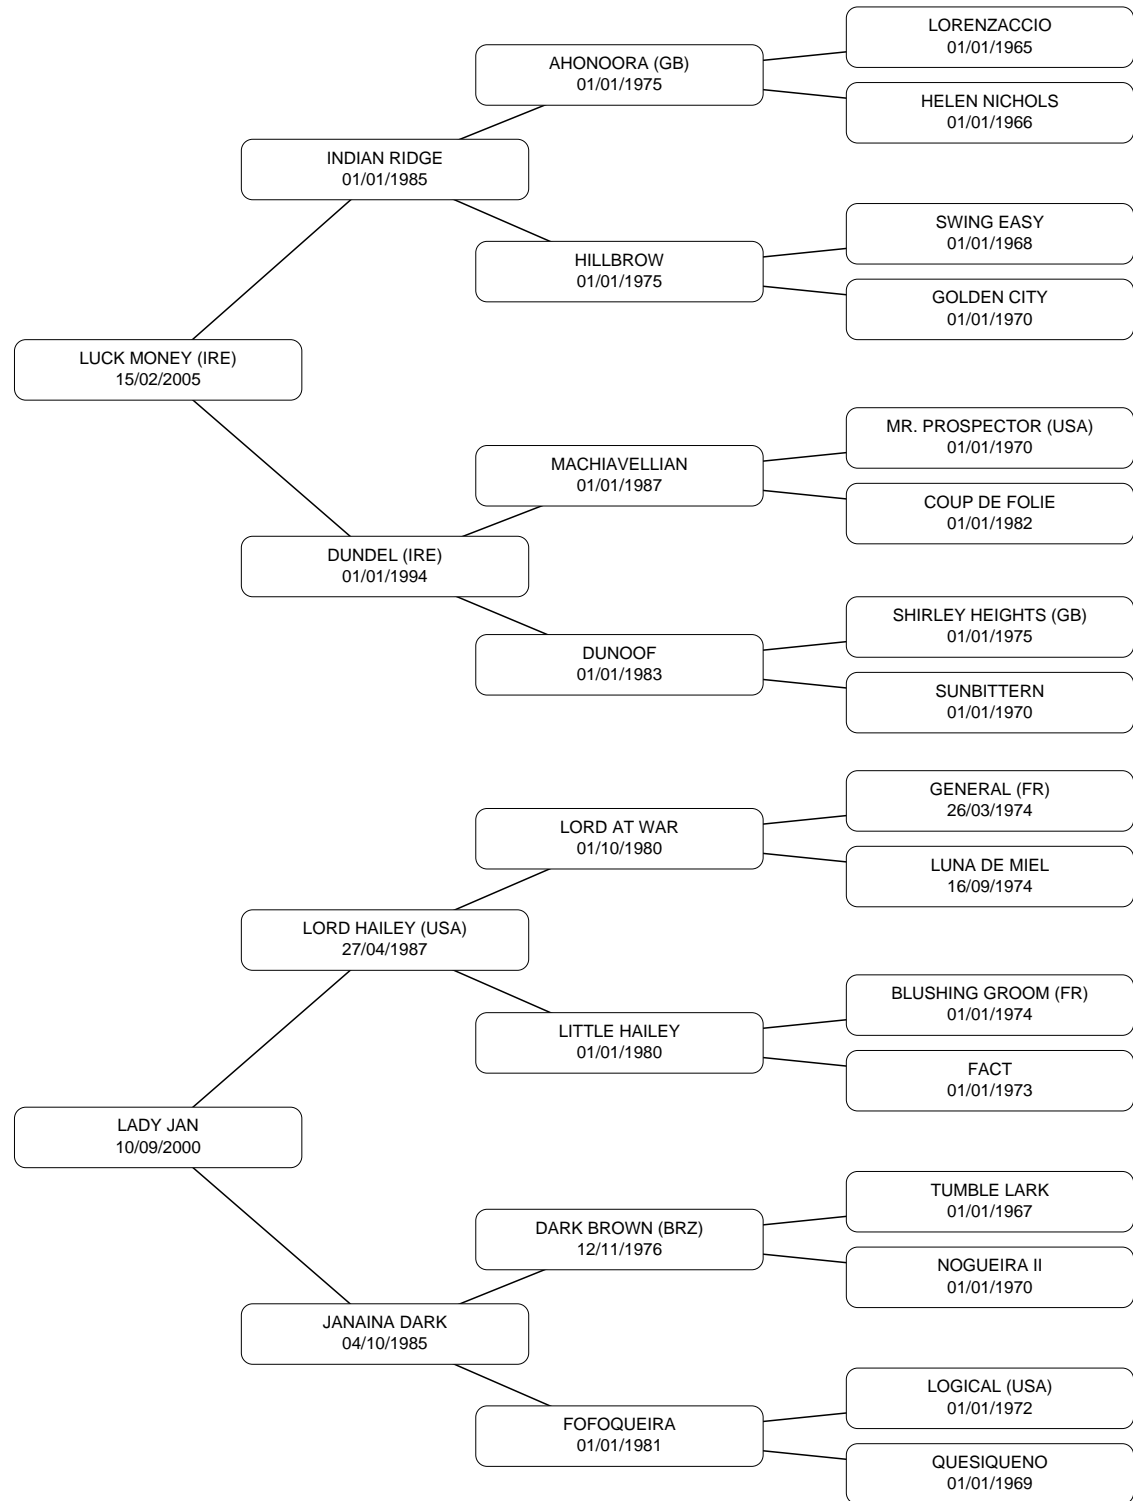 LORENZACCIO
01/01/1965
AHONOORA (GB)
01/01/1975
HELEN NICHOLS
01/01/1966
INDIAN RIDGE
01/01/1985
SWING EASY
01/01/1968
HILLBROW
01/01/1975
GOLDEN CITY
01/01/1970
LUCK MONEY (IRE)
15/02/2005
MR. PROSPECTOR (USA)
01/01/1970
MACHIAVELLIAN
01/01/1987
COUP DE FOLIE
01/01/1982
DUNDEL (IRE)
01/01/1994
SHIRLEY HEIGHTS (GB)
01/01/1975
DUNOOF
01/01/1983
SUNBITTERN
01/01/1970
GENERAL (FR)
26/03/1974
LORD AT WAR
01/10/1980
LUNA DE MIEL
16/09/1974
LORD HAILEY (USA)
27/04/1987
BLUSHING GROOM (FR)
01/01/1974
LITTLE HAILEY
01/01/1980
FACT
01/01/1973
LADY JAN
10/09/2000
TUMBLE LARK
01/01/1967
DARK BROWN (BRZ)
12/11/1976
NOGUEIRA II
01/01/1970
JANAINA DARK
04/10/1985
LOGICAL (USA)
01/01/1972
FOFOQUEIRA
01/01/1981
QUESIQUENO
01/01/1969